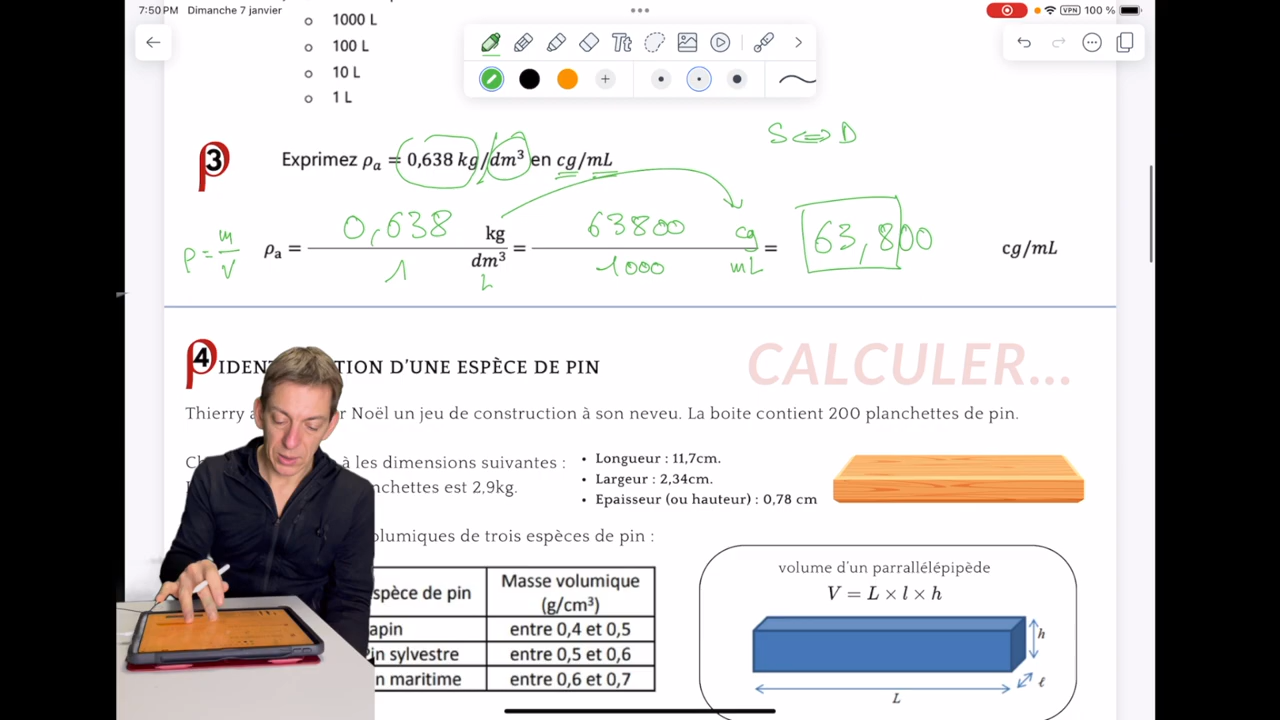 7:50 PM Dimanche 7 janvier
100 %
VPN
Tt
1000 L
100 L
10 L
1 L
S <=> D
3 Exprimez ρₐ = 0,638 kg/dm³ en cg/mL
ρ = m/V
ρₐ = 0,638 kg / 1 dm³ = 63800 cg / 1000 mL = 63,800 cg/mL
L
4 IDEN TION D’UNE ESPÈCE DE PIN
CALCULER...
Thierry a r Noël un jeu de construction à son neveu. La boite contient 200 planchettes de pin.
Ch à les dimensions suivantes :
• Longueur : 11,7cm.
• Largeur : 2,34cm.
• Epaisseur (ou hauteur) : 0,78 cm
nchettes est 2,9kg.
olumiques de trois espèces de pin :
spèce de pin Masse volumique (g/cm³)
apin entre 0,4 et 0,5
Pin sylvestre entre 0,5 et 0,6
n maritime entre 0,6 et 0,7
volume d’un parrallélépipède
V = L × l × h
h
ℓ
L